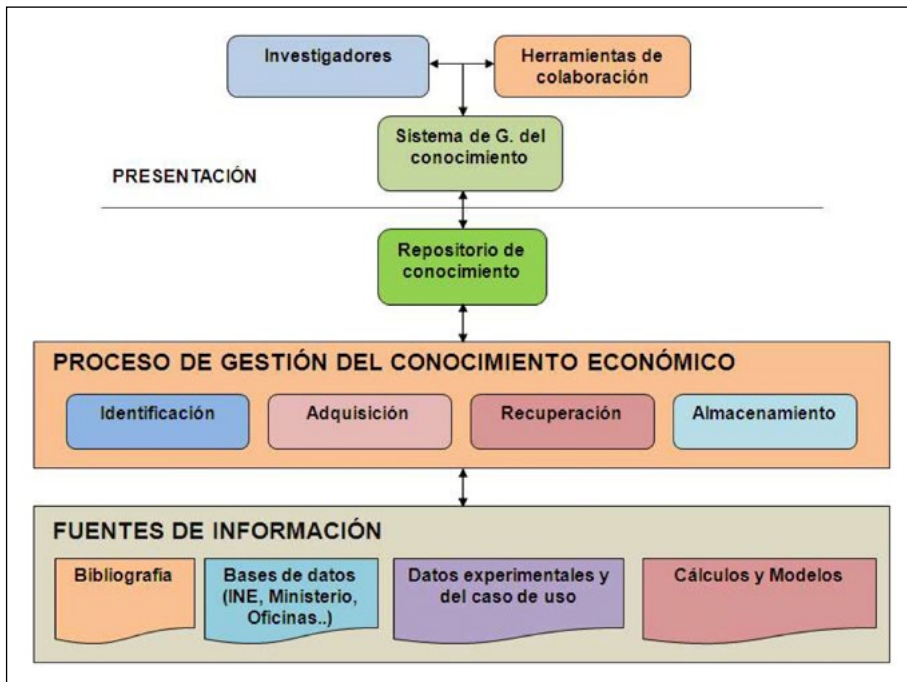 Investigadores
Herramientas de
colaboración
Sistema de G. del
conocimiento
PRESENTACIÓN
Repositorio de
conocimiento
PROCESO DE GESTIÓN DEL CONOCIMIENTO ECONÓMICO
Identificación
Adquisición
Recuperación
Almacenamiento
FUENTES DE INFORMACIÓN
Bibliografía
Bases de datos
(INE, Ministerio,
Oficinas..)
Datos experimentales y
del caso de uso
Cálculos y Modelos